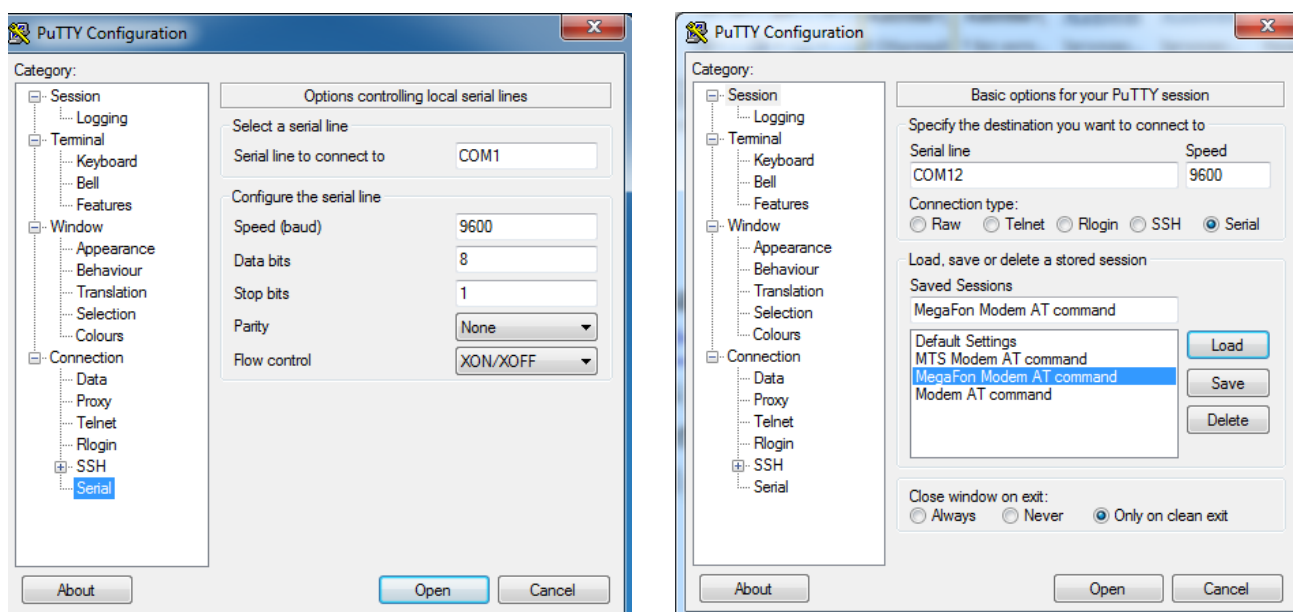 PuTTY Configuration
Category:
Session
Logging
Terminal
Keyboard
Bell
Features
Window
Appearance
Behaviour
Translation
Selection
Colours
Connection
Data
Proxy
Telnet
Rlogin
SSH
Serial
Options controlling local serial lines
Select a serial line
Serial line to connect to COM1
Configure the serial line
Speed (baud) 9600
Data bits 8
Stop bits 1
Parity None
Flow control XON/XOFF
About Open Cancel
PuTTY Configuration
Category:
Session
Logging
Terminal
Keyboard
Bell
Features
Window
Appearance
Behaviour
Translation
Selection
Colours
Connection
Data
Proxy
Telnet
Rlogin
SSH
Serial
Basic options for your PuTTY session
Specify the destination you want to connect to
Serial line Speed
COM12 9600
Connection type:
Raw Telnet Rlogin SSH Serial
Load, save or delete a stored session
Saved Sessions
MegaFon Modem AT command
Default Settings
MTS Modem AT command
MegaFon Modem AT command
Modem AT command
Load
Save
Delete
Close window on exit:
Always Never Only on clean exit
About Open Cancel